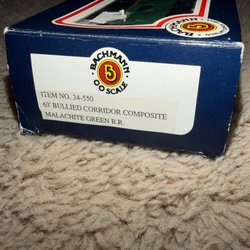 BACHMANN
OO SCALE
ITEM NO. 34-550
63' BULLIED CORRIDOR COMPOSITE
MALACHITE GREEN B.R.